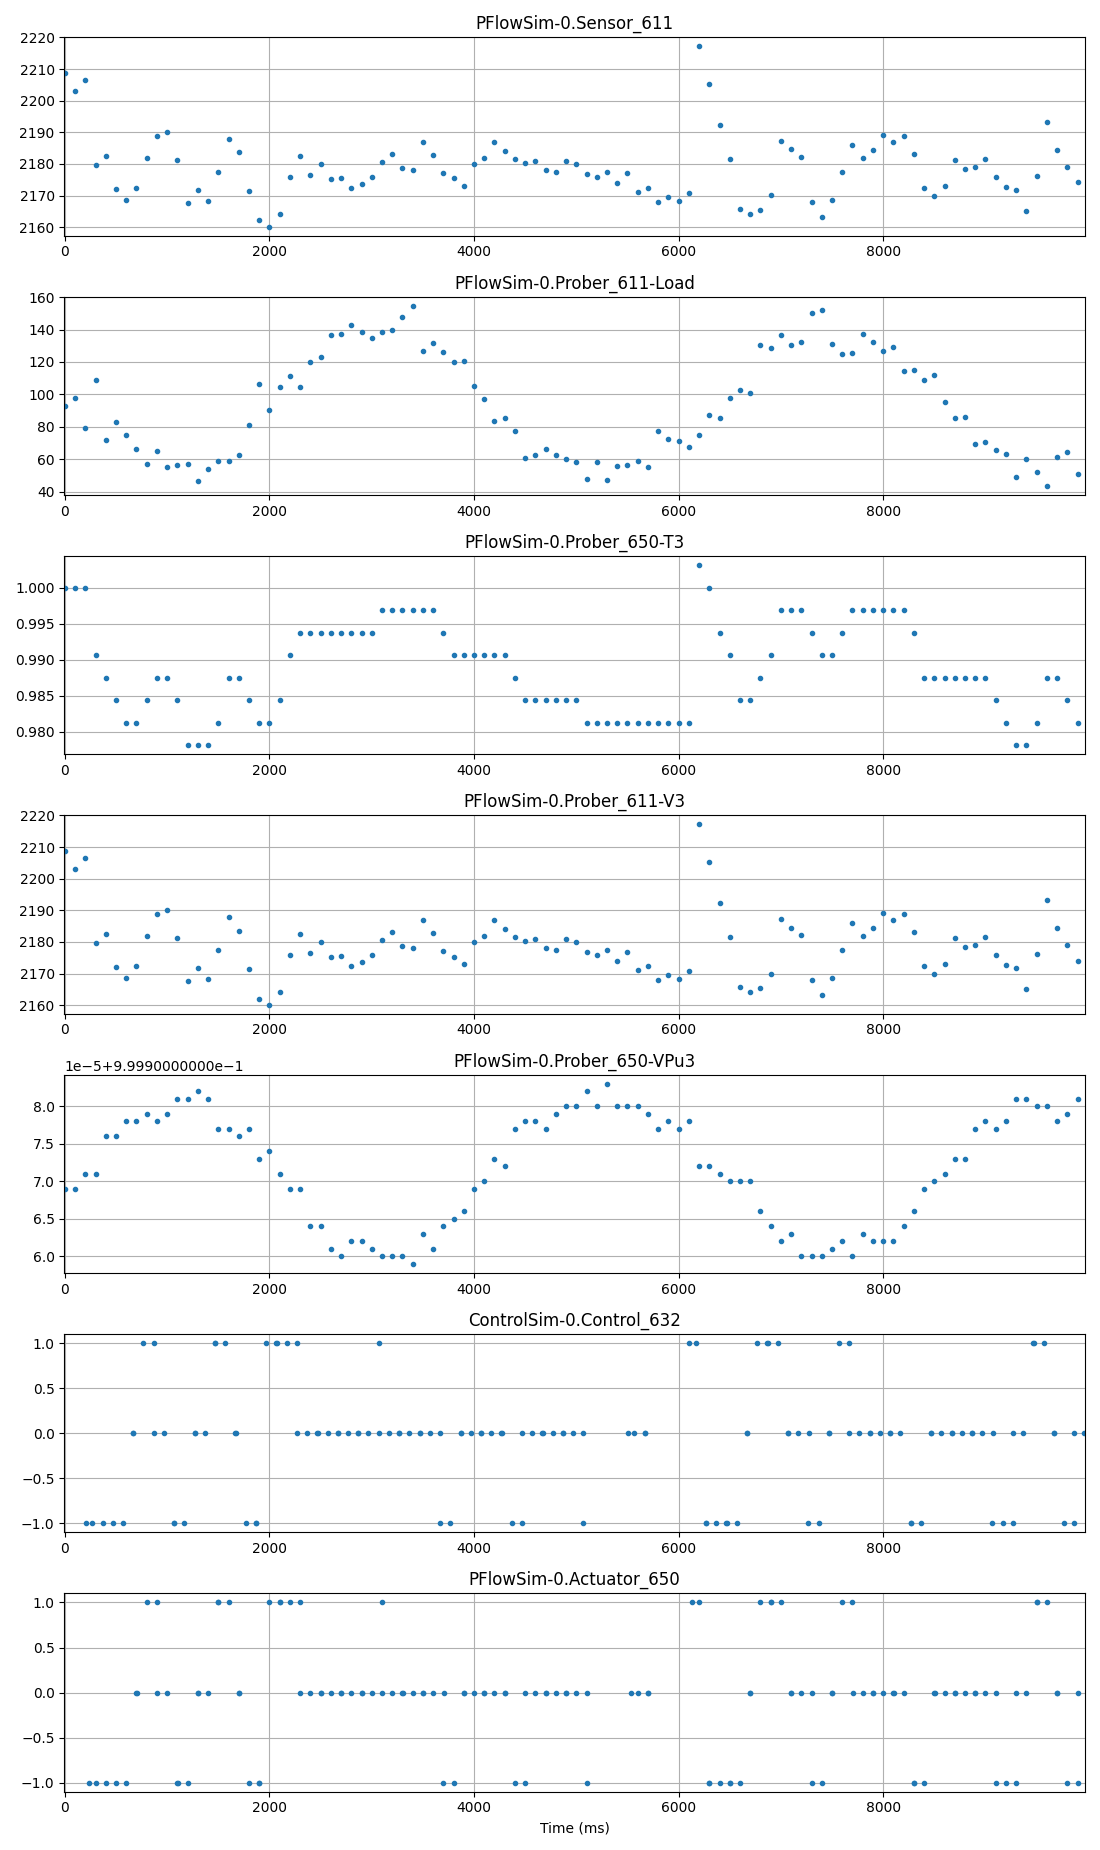 PFlowSim-0.Sensor_611
2220
2210
2200
2190
2180
2170
2160
0 2000 4000 6000 8000
PFlowSim-0.Prober_611-Load
160
140
120
100
80
60
40
0 2000 4000 6000 8000
PFlowSim-0.Prober_650-T3
1.000
0.995
0.990
0.985
0.980
0 2000 4000 6000 8000
PFlowSim-0.Prober_611-V3
2220
2210
2200
2190
2180
2170
2160
0 2000 4000 6000 8000
PFlowSim-0.Prober_650-VPu3
1e−5+9.9990000000e−1
8.0
7.5
7.0
6.5
6.0
0 2000 4000 6000 8000
ControlSim-0.Control_632
1.0
0.5
0.0
−0.5
−1.0
0 2000 4000 6000 8000
PFlowSim-0.Actuator_650
1.0
0.5
0.0
−0.5
−1.0
0 2000 4000 6000 8000
Time (ms)